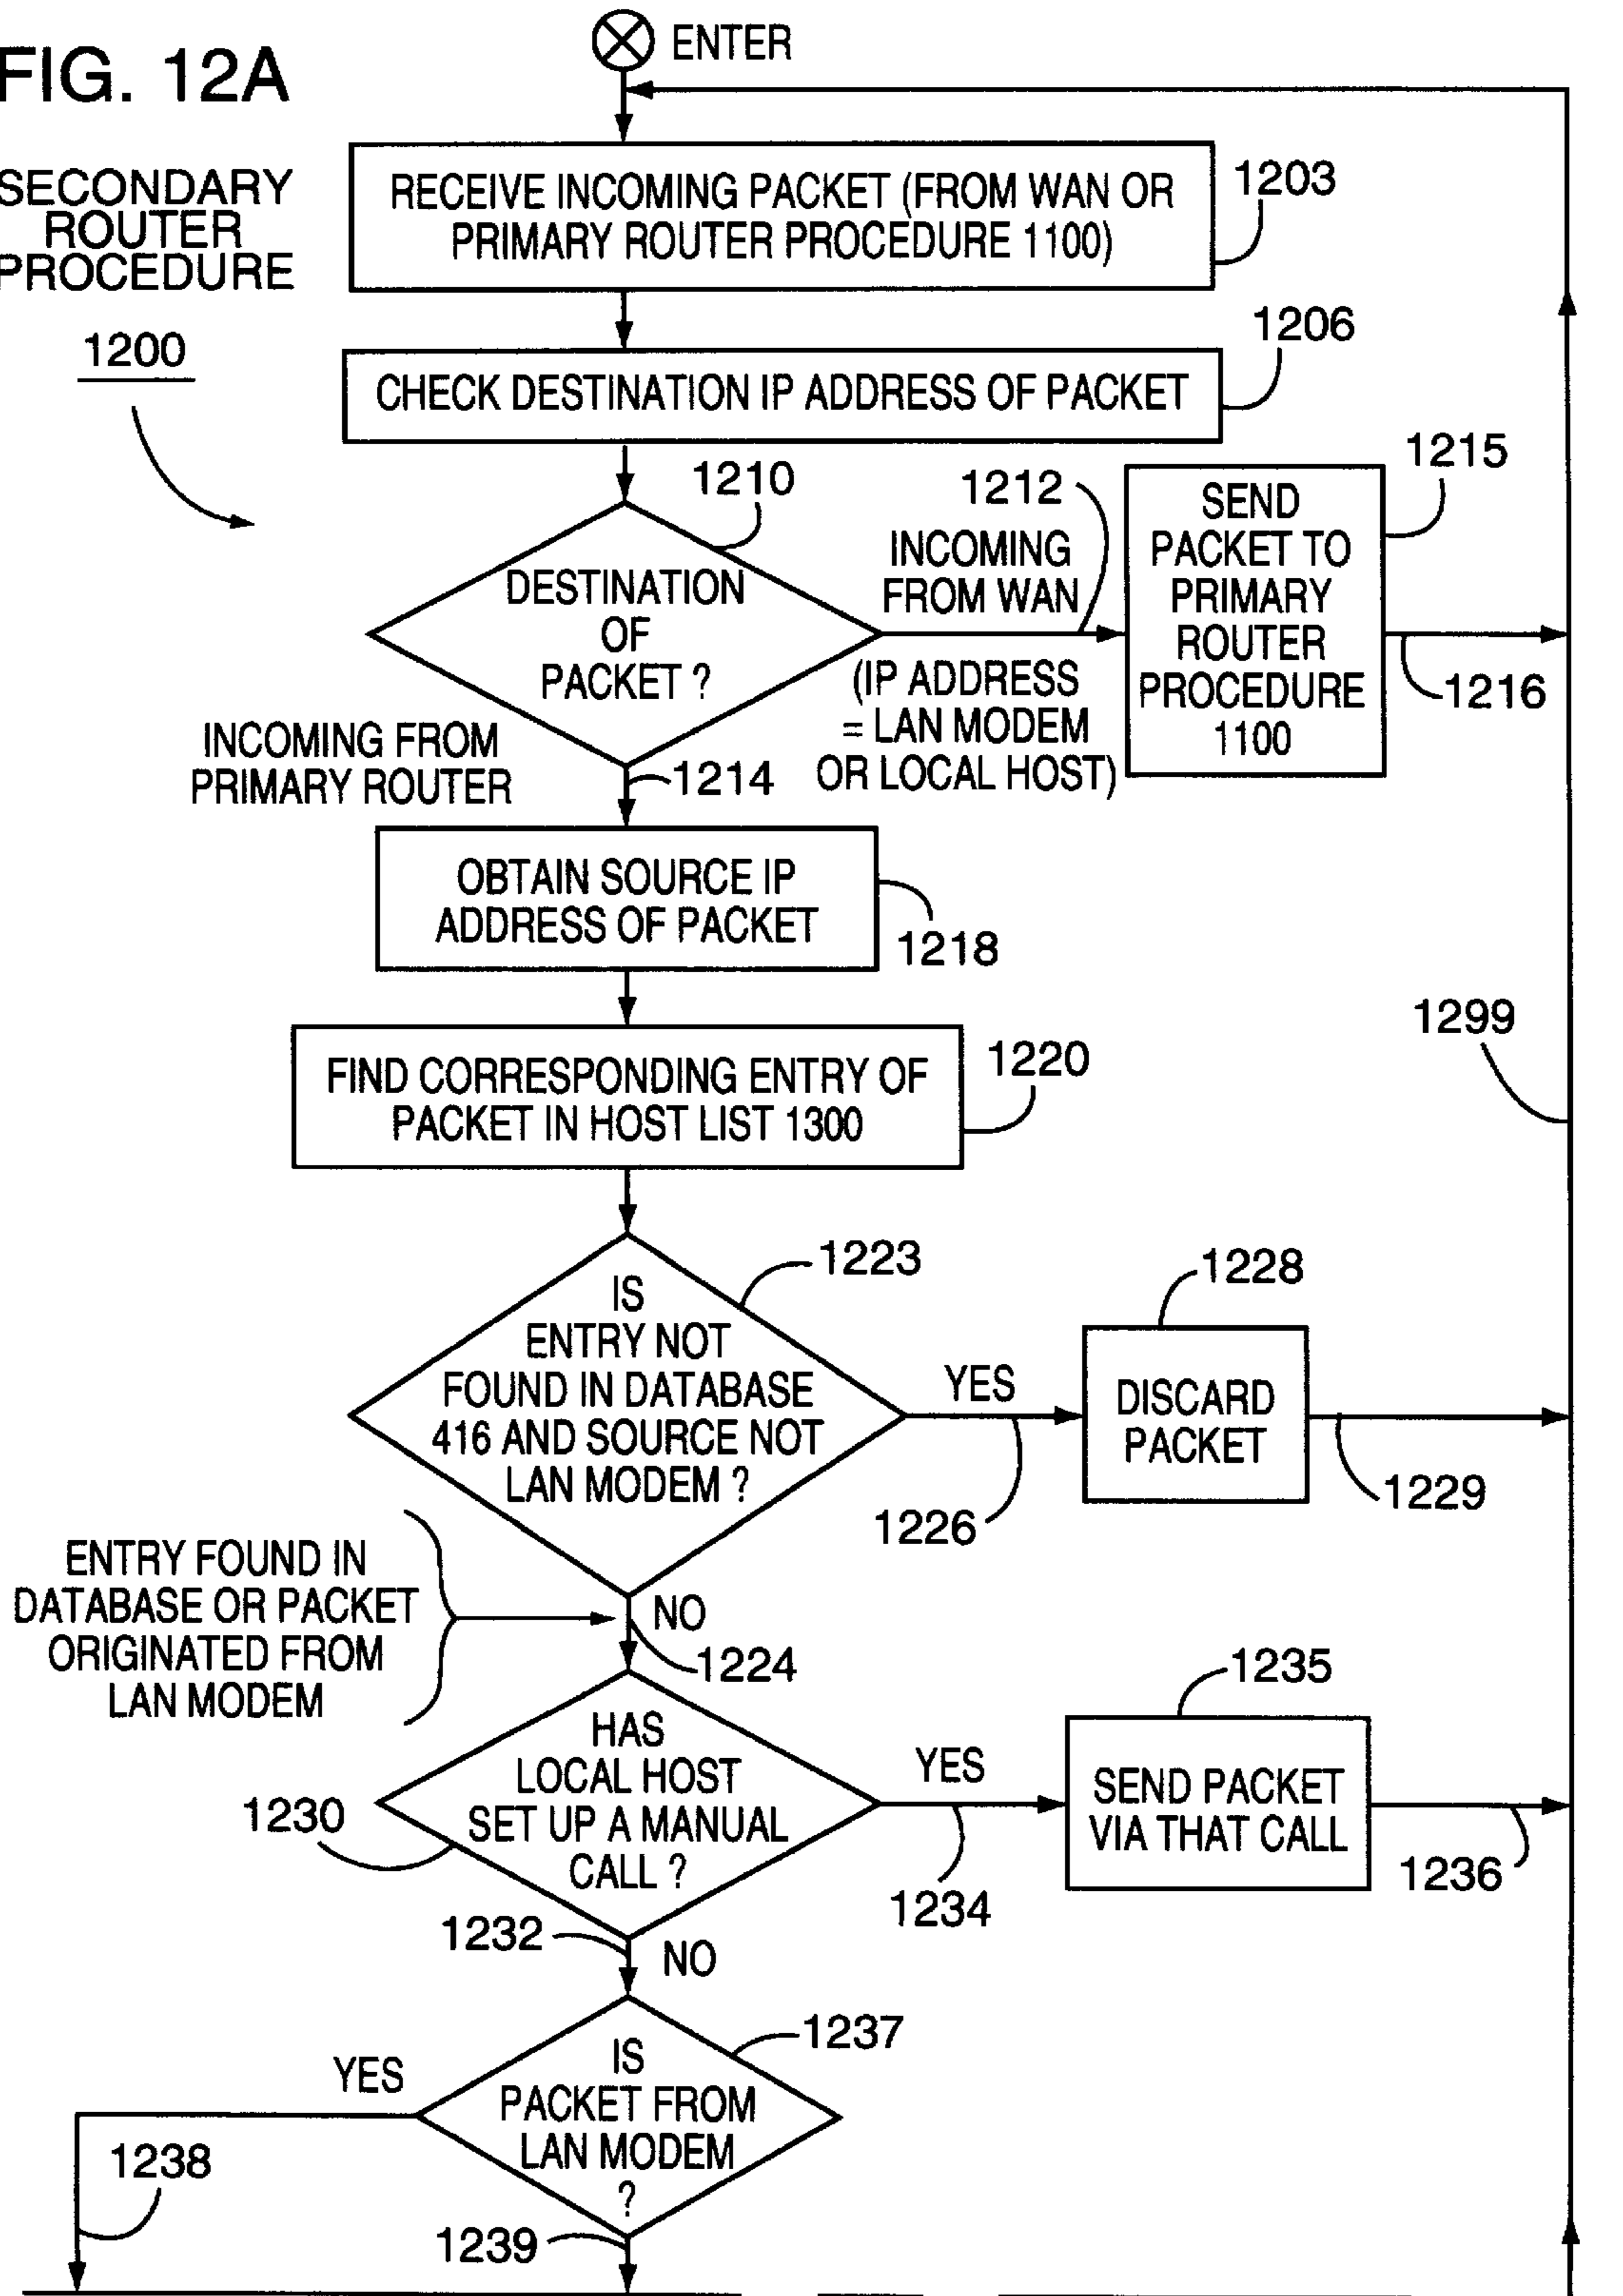 FIG. 12A
ENTER
SECONDARY
ROUTER
PROCEDURE
1200
RECEIVE INCOMING PACKET (FROM WAN OR
PRIMARY ROUTER PROCEDURE 1100)
1203
CHECK DESTINATION IP ADDRESS OF PACKET
1206
DESTINATION
OF
PACKET ?
1210
1212
INCOMING
FROM WAN
(IP ADDRESS
= LAN MODEM
OR LOCAL HOST)
SEND
PACKET TO
PRIMARY
ROUTER
PROCEDURE
1100
1215
1216
INCOMING FROM
PRIMARY ROUTER
1214
OBTAIN SOURCE IP
ADDRESS OF PACKET
1218
FIND CORRESPONDING ENTRY OF
PACKET IN HOST LIST 1300
1220
1299
IS
ENTRY NOT
FOUND IN DATABASE
416 AND SOURCE NOT
LAN MODEM ?
1223
YES
1226
DISCARD
PACKET
1228
1229
ENTRY FOUND IN
DATABASE OR PACKET
ORIGINATED FROM
LAN MODEM
NO
1224
HAS
LOCAL HOST
SET UP A MANUAL
CALL ?
1230
YES
1234
SEND PACKET
VIA THAT CALL
1235
1236
1232
NO
IS
PACKET FROM
LAN MODEM
?
1237
YES
1238
1239